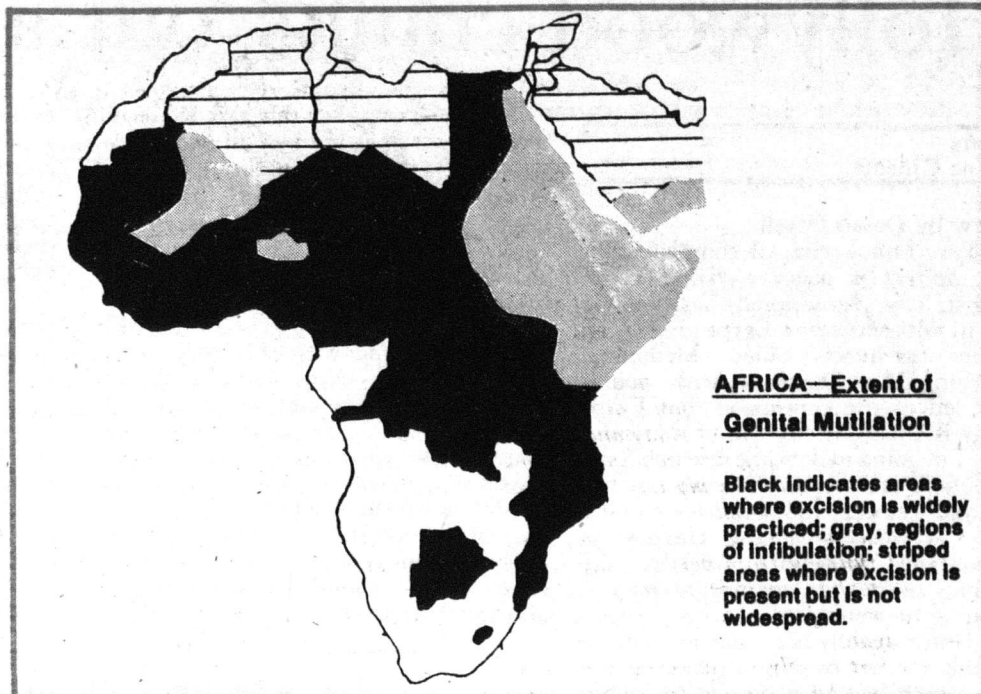 AFRICA—Extent of
Genital Mutilation
Black indicates areas
where excision is widely
practiced; gray, regions
of infibulation; striped
areas where excision is
present but is not
widespread.